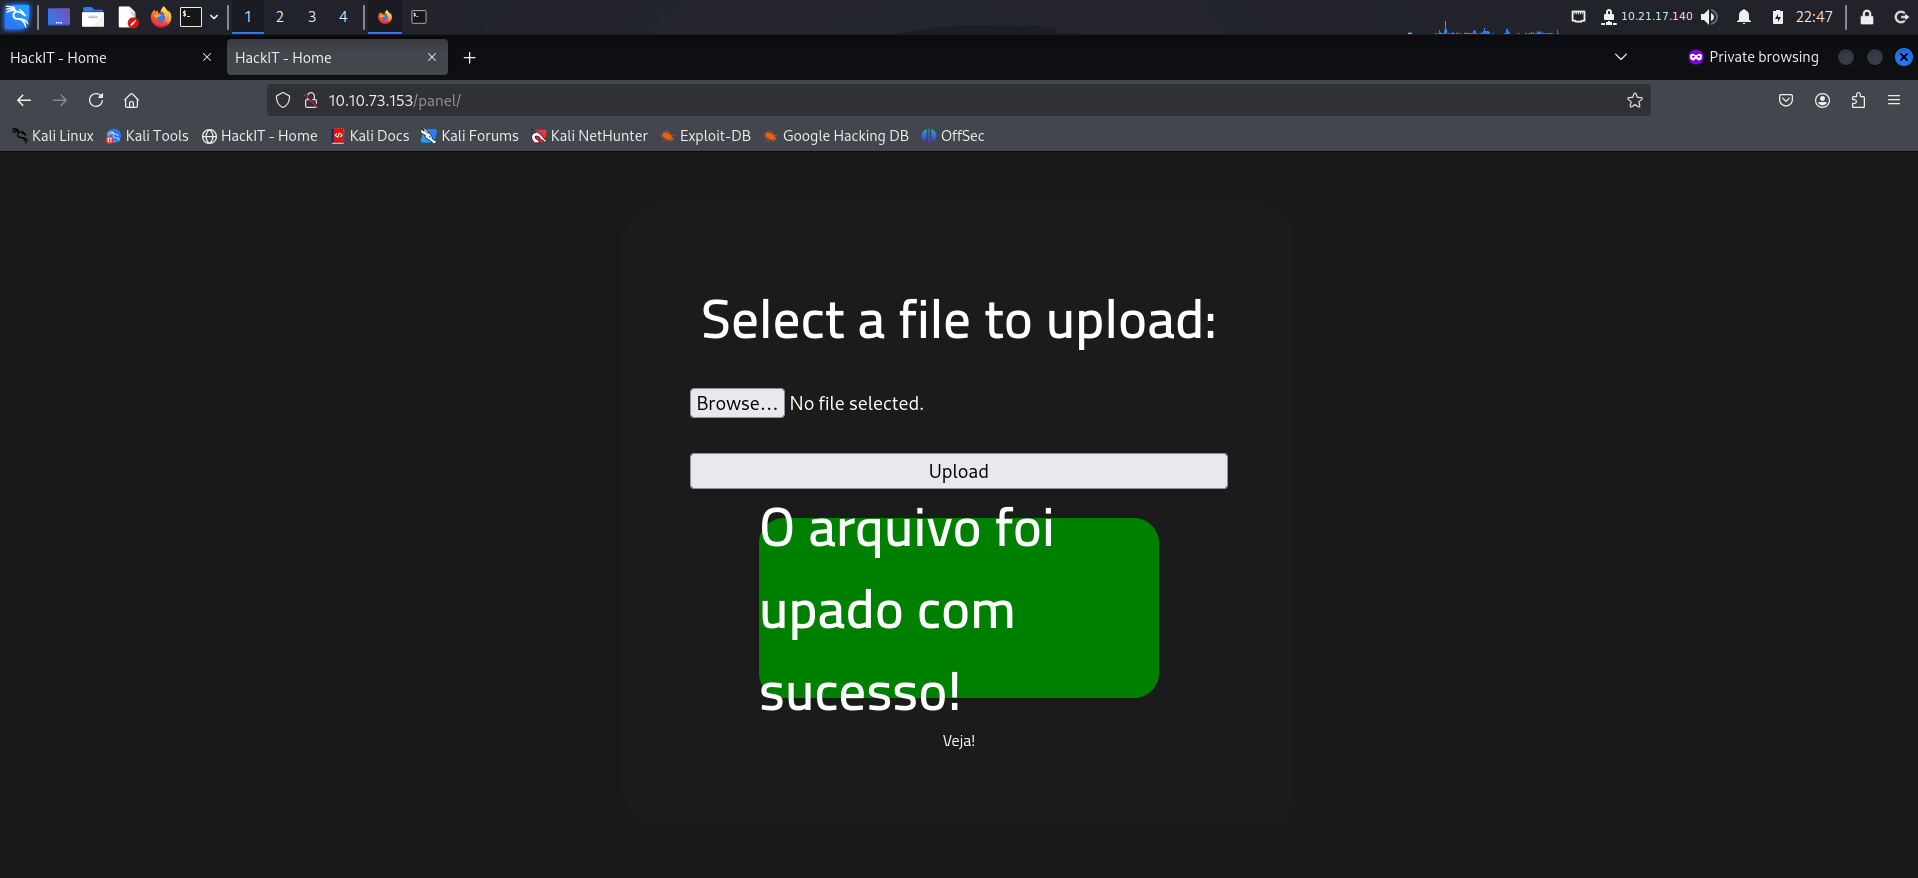 1 2 3 4 10.21.17.140 22:47
HackIT - Home HackIT - Home Private browsing
10.10.73.153/panel/
Kali Linux Kali Tools HackIT - Home Kali Docs Kali Forums Kali NetHunter Exploit-DB Google Hacking DB OffSec
Select a file to upload:
Browse... No file selected.
Upload
O arquivo foi
upado com
sucesso!
Veja!